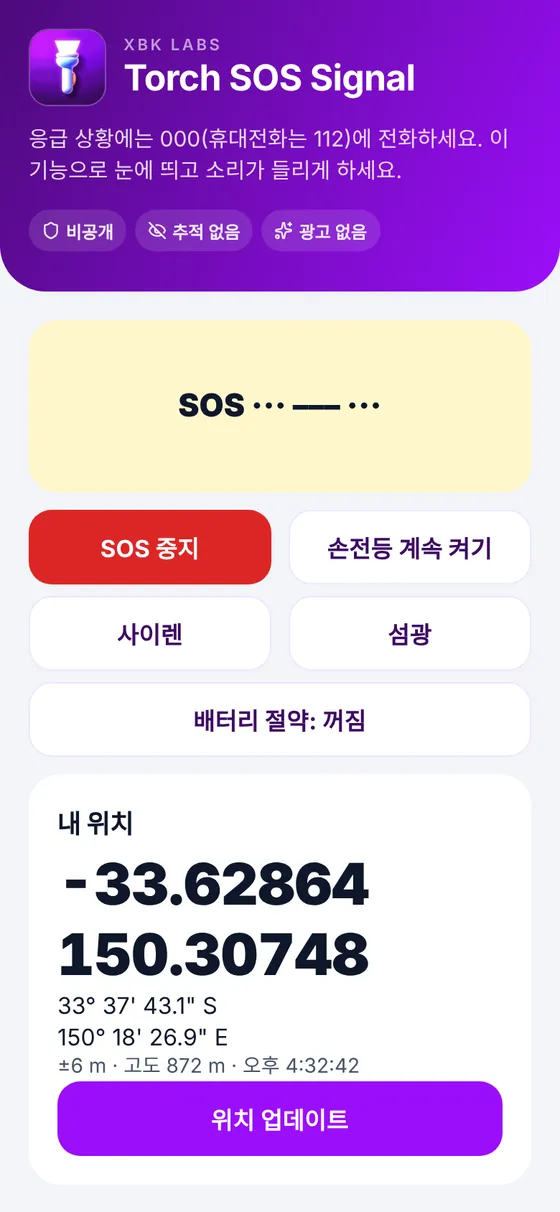 XBK LABS
Torch SOS Signal
응급 상황에는 000(휴대전화는 112)에 전화하세요. 이
기능으로 눈에 띄고 소리가 들리게 하세요.
비공개
추적 없음
광고 없음
SOS ··· ––– ···
SOS 중지
손전등 계속 켜기
사이렌
섬광
배터리 절약: 꺼짐
내 위치
-33.62864
150.30748
33° 37' 43.1" S
150° 18' 26.9" E
±6 m · 고도 872 m · 오후 4:32:42
위치 업데이트